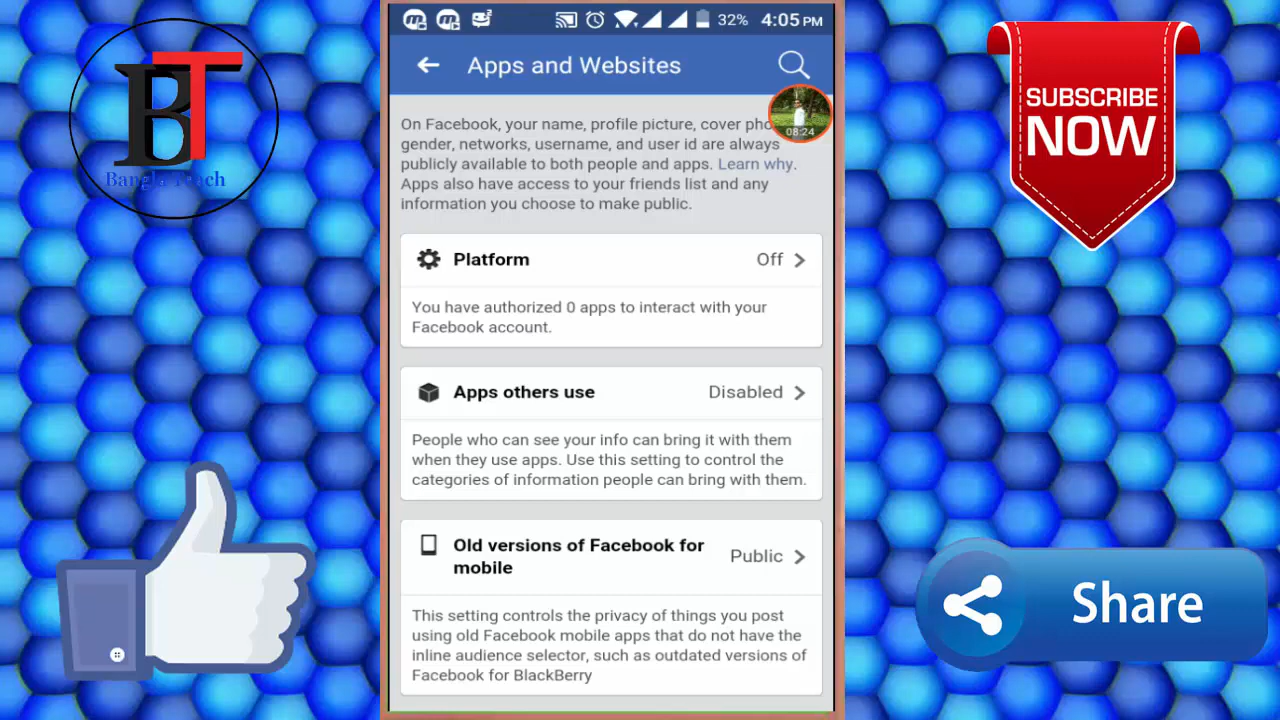 BT
Bangla Teach
32% 4:05 PM
Apps and Websites
08:24
On Facebook, your name, profile picture, cover pho
gender, networks, username, and user id are always
publicly available to both people and apps. Learn why.
Apps also have access to your friends list and any
information you choose to make public.
Platform Off
You have authorized 0 apps to interact with your
Facebook account.
Apps others use Disabled
People who can see your info can bring it with them
when they use apps. Use this setting to control the
categories of information people can bring with them.
Old versions of Facebook for
mobile
Public
This setting controls the privacy of things you post
using old Facebook mobile apps that do not have the
inline audience selector, such as outdated versions of
Facebook for BlackBerry
SUBSCRIBE
NOW
Share